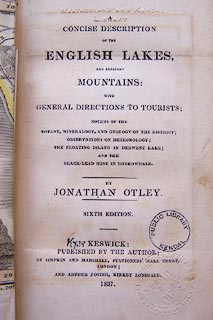 A
CONCISE DESCRIPTION
OF THE
ENGLISH LAKES,
AND ADJACENT
MOUNTAINS:
WITH
GENERAL DIRECTIONS TO TOURISTS;
NOTICES OF THE
BOTANY, MINERALOGY, AND GEOLOGY OF THE DISTRICT;
OBSERVATIONS ON METEOROLOGY;
THE FLOATING ISLAND IN DERWENT LAKE;
AND THE
BLACK-LEAD MINE IN BORROWDALE.
BY
JONATHAN OTLEY.
SIXTH EDITION.
PUBLIC LIBRARY
KENDAL
KESWICK:
PUBLISHED BY THE AUTHOR;
BY SIMPKIN AND MARSHALL, STATIONERS' HALL COURT,
LONDON;
AND ARTHUR FOSTER, KIRKBY LONSDALE.
1837.